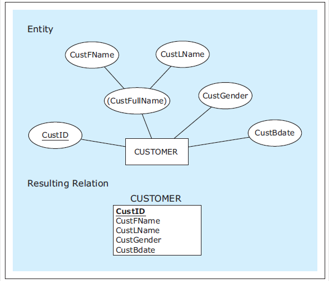 Entity
CustFName
CustLName
(CustFullName)
CustGender
CustID
CUSTOMER
CustBdate
Resulting Relation
CUSTOMER
CustID
CustFName
CustLName
CustGender
CustBdate